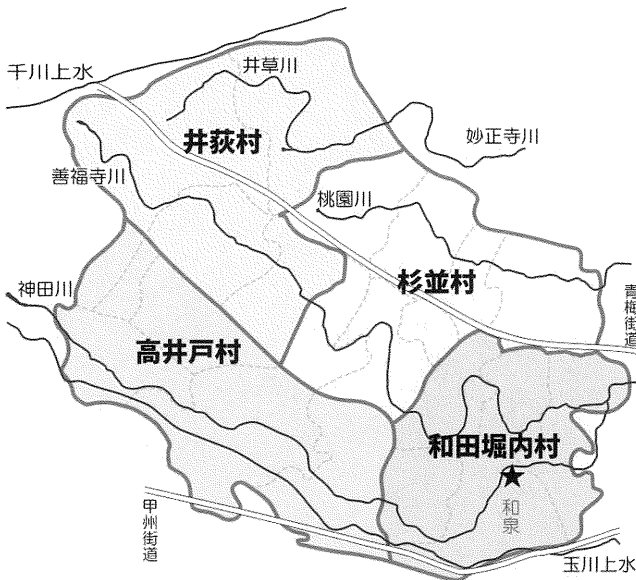 千川上水
井草川
井荻村
妙正寺川
善福寺川
桃園川
神田川
杉並村
青梅街道
高井戸村
和田堀内村
和泉
甲州街道
玉川上水